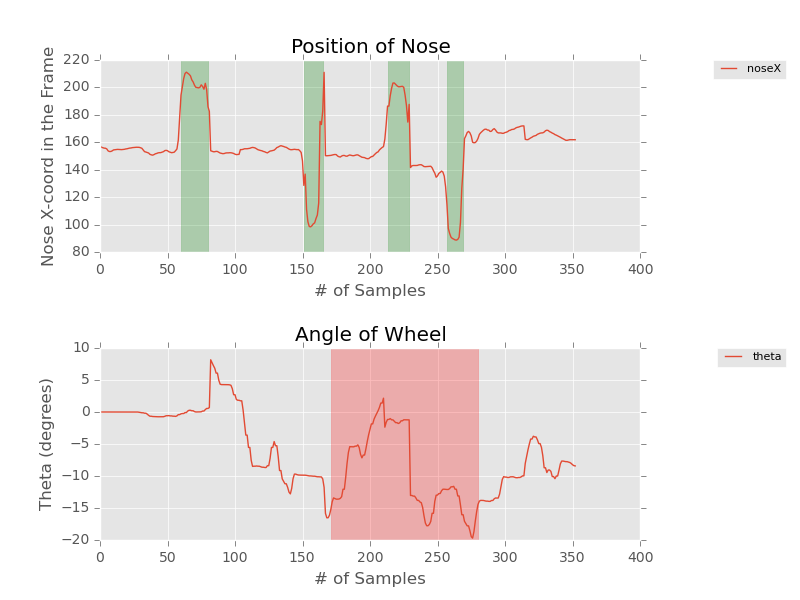 Position of Nose
220
200
180
160
140
120
100
80
Nose X-coord in the Frame
0 50 100 150 200 250 300 350 400
# of Samples
noseX
Angle of Wheel
10
5
0
−5
−10
−15
−20
Theta (degrees)
0 50 100 150 200 250 300 350 400
# of Samples
theta